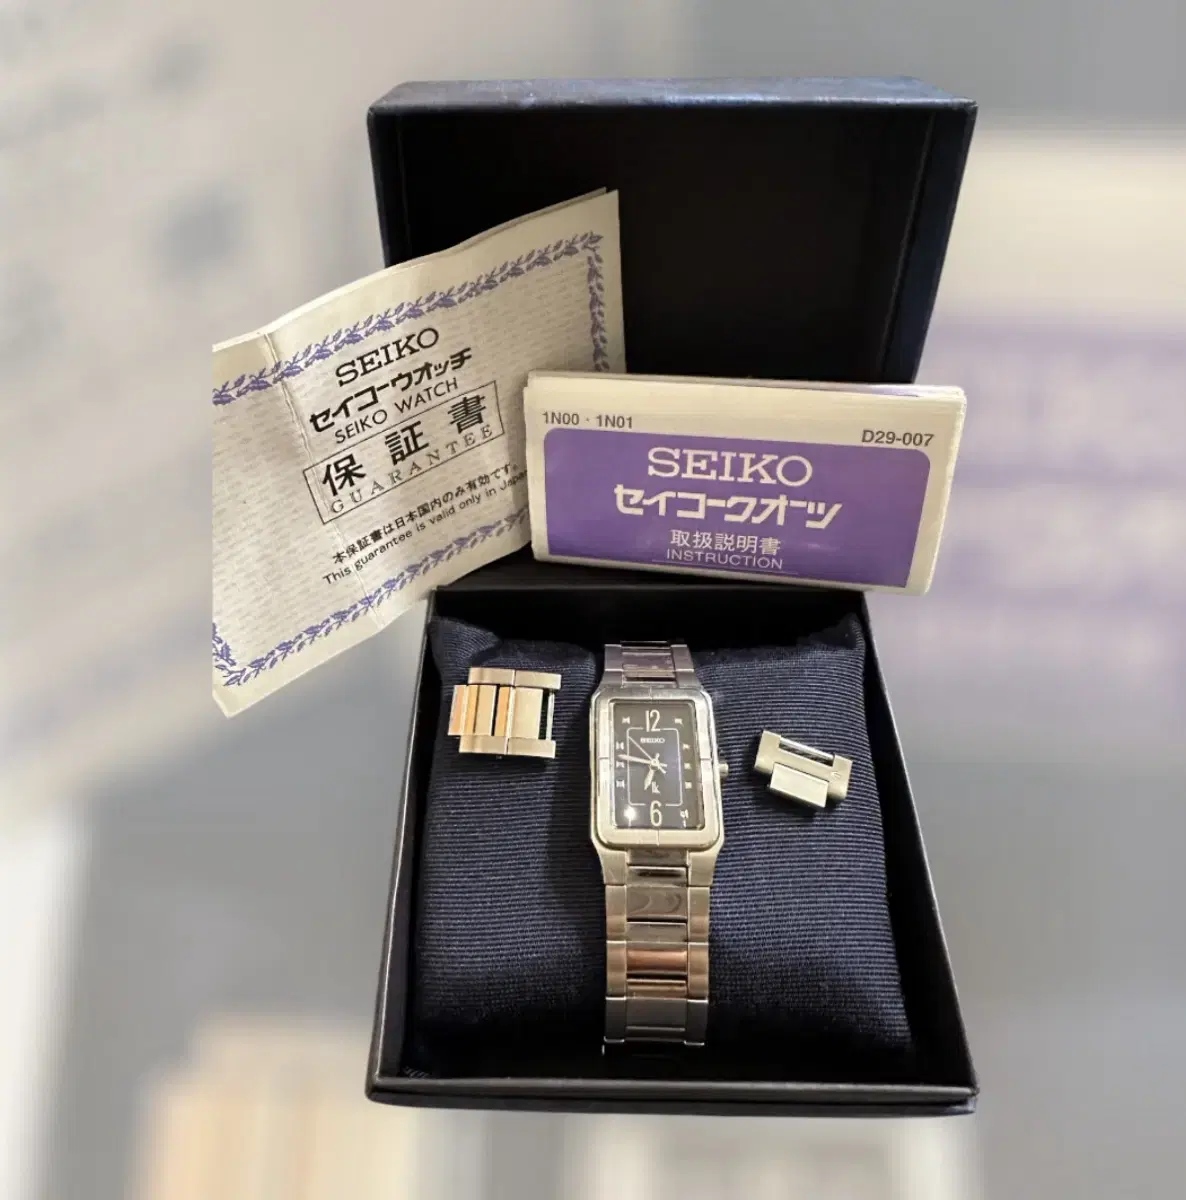 SEIKO
セイコーウオッチ
SEIKO WATCH
保証書
GUARANTEE
本保証書は日本国内のみ有効です。
This guarantee is valid only in Japan
1N00・1N01
D29-007
SEIKO
セイコークオーツ
取扱説明書
INSTRUCTION
12
SEIKO
6